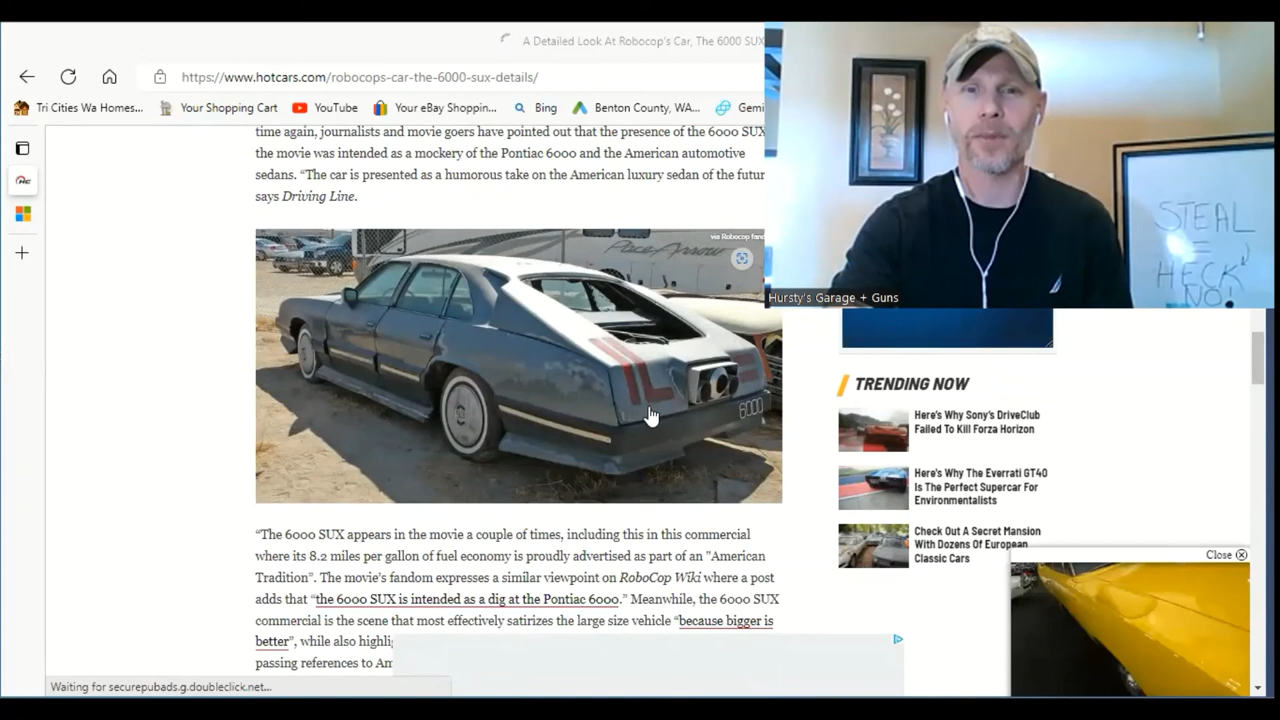 A Detailed Look At Robocop's Car, The 6000 SUX
https://www.hotcars.com/robocops-car-the-6000-sux-details/
Tri Cities Wa Homes... Your Shopping Cart YouTube Your eBay Shoppin... Bing Benton County, WA... Gemi
time again, journalists and movie goers have pointed out that the presence of the 6000 SUX
the movie was intended as a mockery of the Pontiac 6000 and the American automotive
sedans. “The car is presented as a humorous take on the American luxury sedan of the futur
says Driving Line.
via Robocop fand
Pace Arrow
6000
“The 6000 SUX appears in the movie a couple of times, including this in this commercial
where its 8.2 miles per gallon of fuel economy is proudly advertised as part of an "American
Tradition”. The movie’s fandom expresses a similar viewpoint on RoboCop Wiki where a post
adds that “the 6000 SUX is intended as a dig at the Pontiac 6000.” Meanwhile, the 6000 SUX
commercial is the scene that most effectively satirizes the large size vehicle “because bigger is
better”, while also highli
passing references to Am
Waiting for securepubads.g.doubleclick.net...
STEAL
=
HECK
NO!
Hursty's Garage + Guns
TRENDING NOW
Here's Why Sony's DriveClub
Failed To Kill Forza Horizon
Here's Why The Everrati GT40
Is The Perfect Supercar For
Environmentalists
Check Out A Secret Mansion
With Dozens Of European
Classic Cars
Close